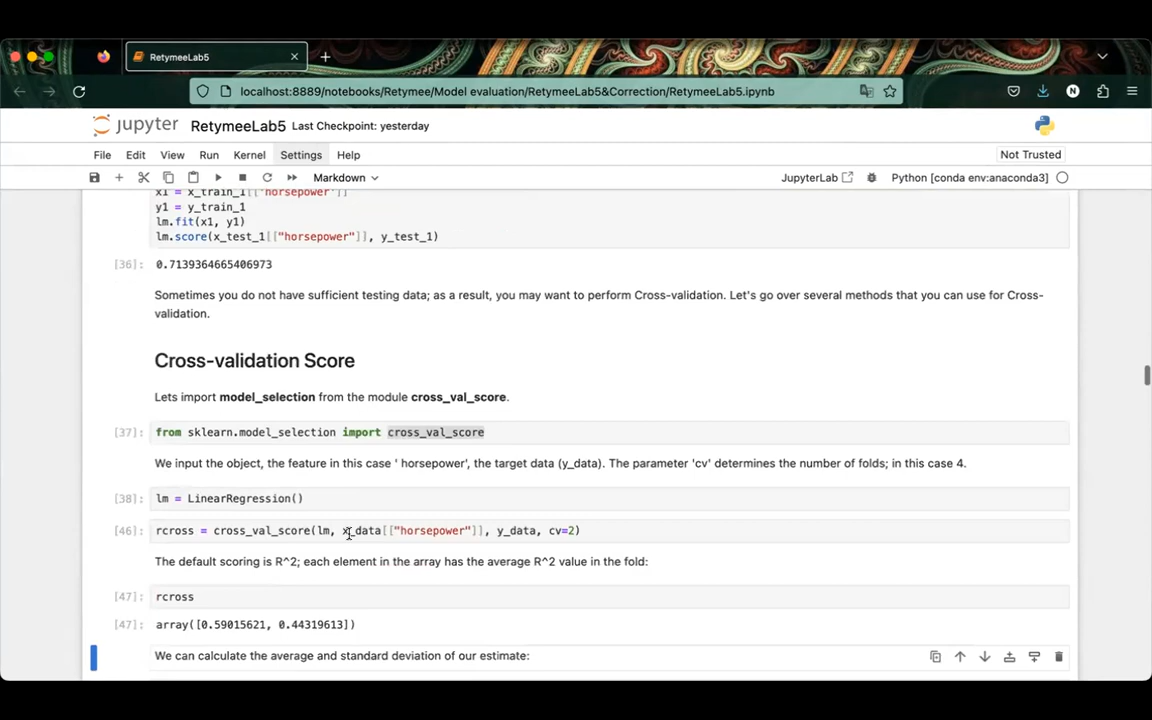 RetymeeLab5
localhost:8889/notebooks/Retymee/Model evaluation/RetymeeLab5&Correction/RetymeeLab5.ipynb
jupyter RetymeeLab5 Last Checkpoint: yesterday
File Edit View Run Kernel Settings Help Not Trusted
Markdown JupyterLab Python [conda env:anaconda3]
x1 = x_train_1[["horsepower"]]
y1 = y_train_1
lm.fit(x1, y1)
lm.score(x_test_1[["horsepower"]], y_test_1)
[36]: 0.7139364665406973
Sometimes you do not have sufficient testing data; as a result, you may want to perform Cross-validation. Let's go over several methods that you can use for Cross-
validation.
Cross-validation Score
Lets import model_selection from the module cross_val_score.
[37]: from sklearn.model_selection import cross_val_score
We input the object, the feature in this case ' horsepower', the target data (y_data). The parameter 'cv' determines the number of folds; in this case 4.
[38]: lm = LinearRegression()
[46]: rcross = cross_val_score(lm, x_data[["horsepower"]], y_data, cv=2)
The default scoring is R^2; each element in the array has the average R^2 value in the fold:
[47]: rcross
[47]: array([0.59015621, 0.44319613])
We can calculate the average and standard deviation of our estimate: